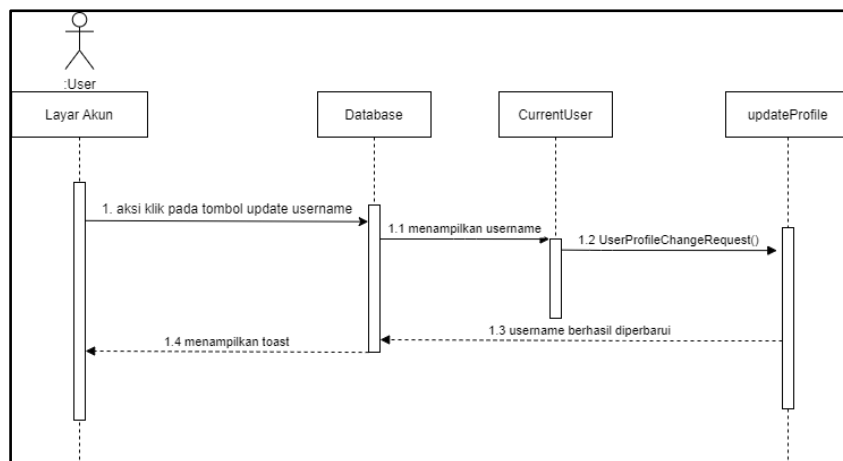 :User
Layar Akun
Database
CurrentUser
updateProfile
1. aksi klik pada tombol update username
1.1 menampilkan username
1.2 UserProfileChangeRequest()
1.3 username berhasil diperbarui
1.4 menampilkan toast